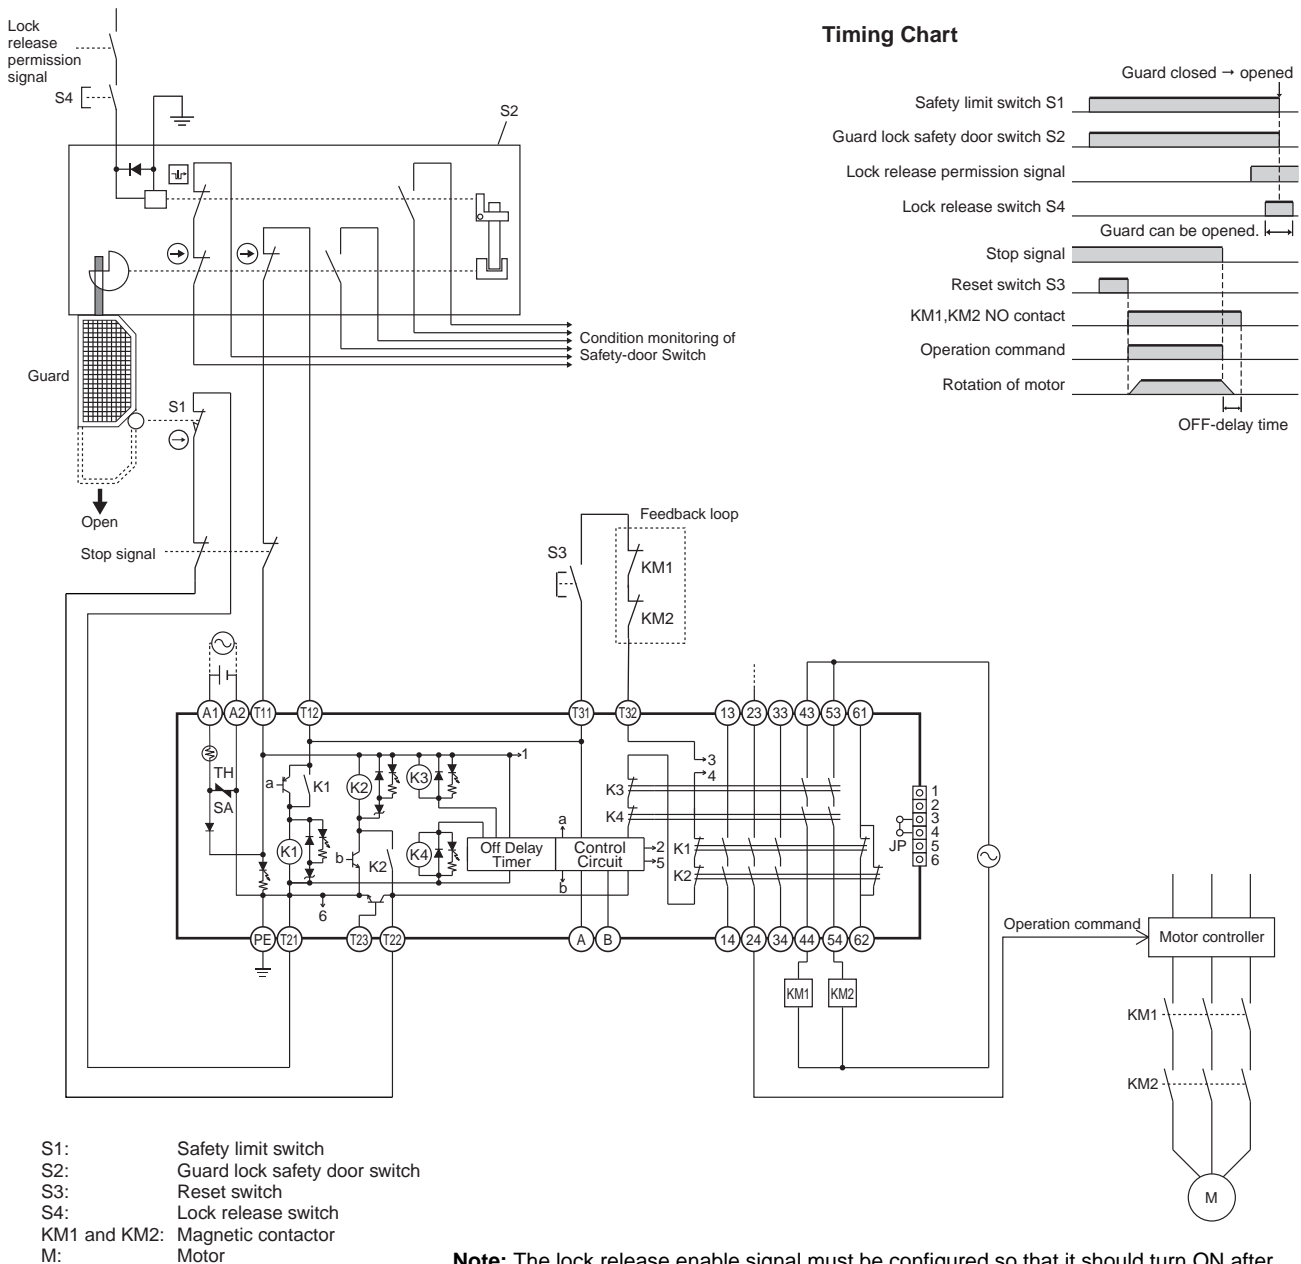 Lock
release
permission
signal
S4
S2
Guard
S1
Open
Stop signal
Condition monitoring of
Safety-door Switch
Timing Chart
Guard closed → opened
Safety limit switch S1
Guard lock safety door switch S2
Lock release permission signal
Lock release switch S4
Guard can be opened.
Stop signal
Reset switch S3
KM1,KM2 NO contact
Operation command
Rotation of motor
OFF-delay time
Feedback loop
S3
KM1
KM2
A1 A2 T11 T12 T31 T32 13 23 33 43 53 61
TH
SA
a
K1
K2
K3
1
3
4
K3
K4
K1
b
K2
K4
Off Delay
Timer
a
Control
Circuit
b
2
5
K1
K2
6
JP
1
2
3
4
5
6
PE T21 T23 T22 A B 14 24 34 44 54 62
KM1 KM2
Operation command
Motor controller
KM1
KM2
M
S1: Safety limit switch
S2: Guard lock safety door switch
S3: Reset switch
S4: Lock release switch
KM1 and KM2: Magnetic contactor
M: Motor
Note: The lock release enable signal must be configured so that it should turn ON after